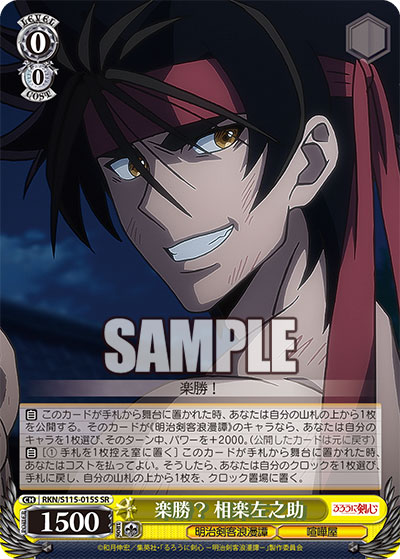 LEVEL
0
0
COST
SAMPLE
楽勝！
自 このカードが手札から舞台に置かれた時、あなたは自分の山札の上から1枚
を公開する。そのカードが《明治剣客浪漫譚》のキャラなら、あなたは自分の
キャラを1枚選び、そのターン中、パワーを＋2000。（公開したカードは元に戻す）
自 ［⑴ 手札を1枚控え室に置く］ このカードが手札から舞台に置かれた時、
あなたはコストを払ってよい。そうしたら、あなたは自分のクロックを1枚選び、
手札に戻し、自分の山札の上から1枚を、クロック置場に置く。
CH RKN/S115-015S SR
楽勝？ 相楽左之助
るろうに剣心
POWER
1500
明治剣客浪漫譚
喧嘩屋
©和月伸宏／集英社・「るろうに剣心 －明治剣客浪漫譚－」製作委員会